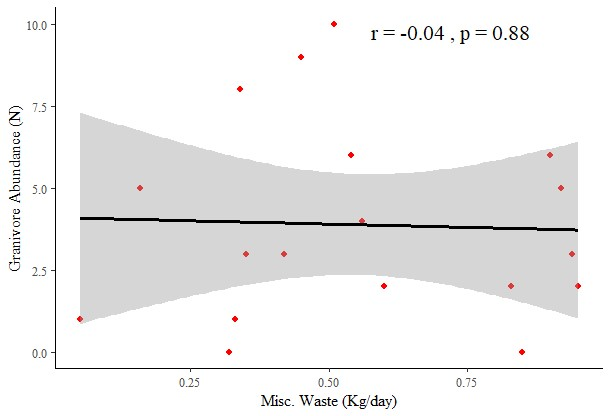 r = -0.04 , p = 0.88
Granivore Abundance (N)
10.0
7.5
5.0
2.5
0.0
0.25 0.50 0.75
Misc. Waste (Kg/day)